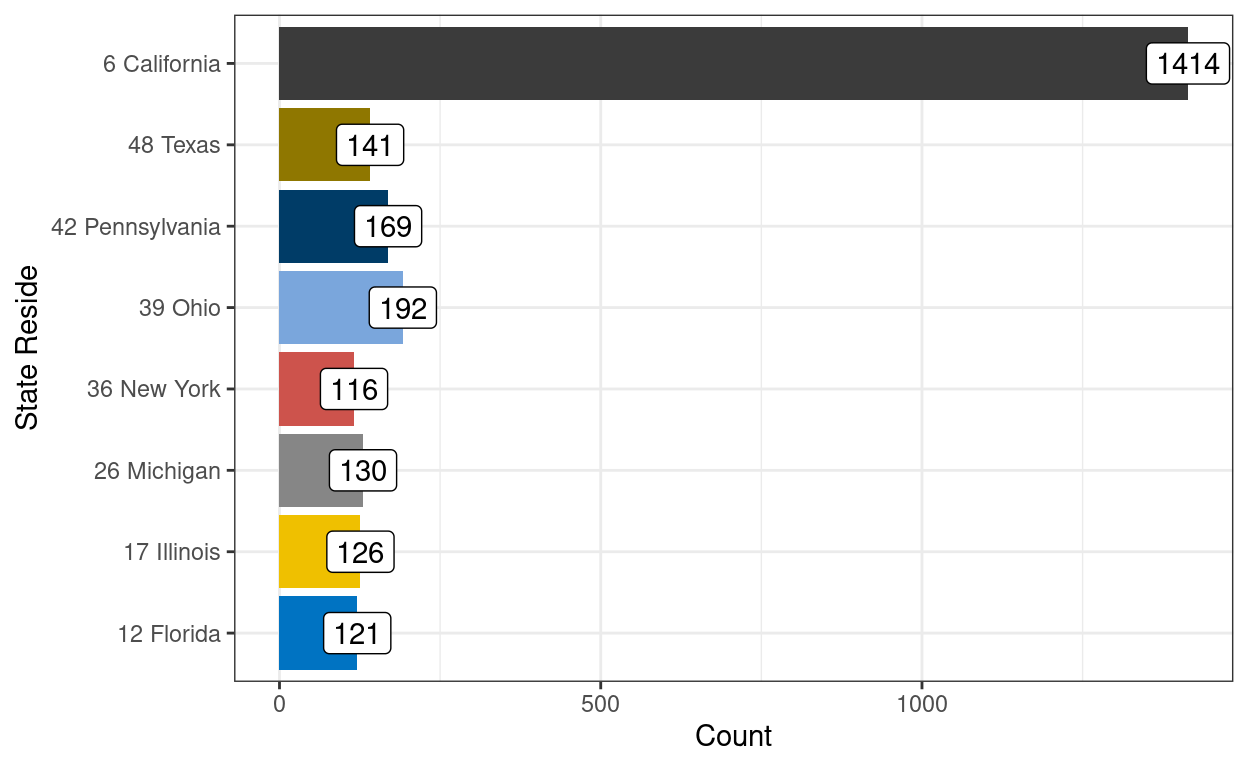 6 California
1414
48 Texas
141
42 Pennsylvania
169
39 Ohio
192
36 New York
116
26 Michigan
130
17 Illinois
126
12 Florida
121
State Reside
0 500 1000
Count